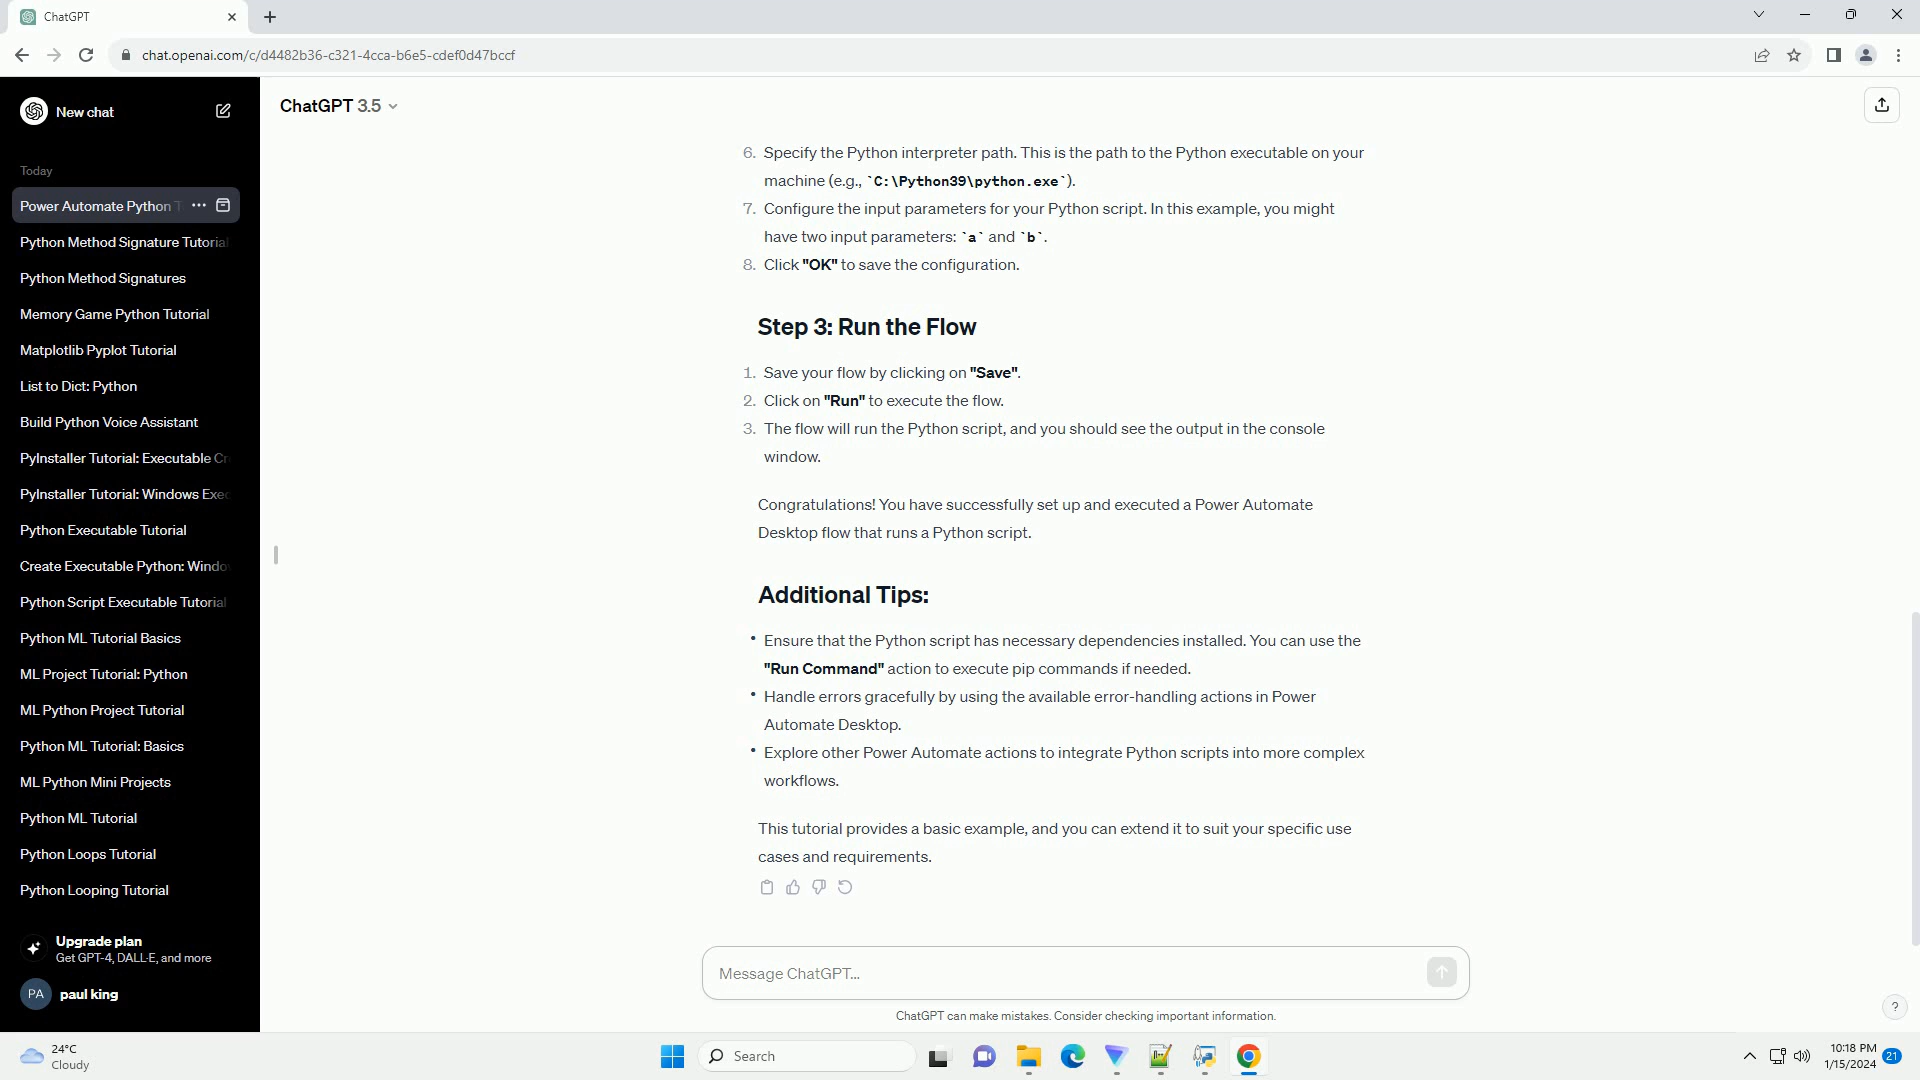 ChatGPT
chat.openai.com/c/d4482b36-c321-4cca-b6e5-cdef0d47bccf
New chat
Today
Power Automate Python T
Python Method Signature Tutorial
Python Method Signatures
Memory Game Python Tutorial
Matplotlib Pyplot Tutorial
List to Dict: Python
Build Python Voice Assistant
PyInstaller Tutorial: Executable Cr
PyInstaller Tutorial: Windows Exec
Python Executable Tutorial
Create Executable Python: Windo
Python Script Executable Tutorial
Python ML Tutorial Basics
ML Project Tutorial: Python
ML Python Project Tutorial
Python ML Tutorial: Basics
ML Python Mini Projects
Python ML Tutorial
Python Loops Tutorial
Python Looping Tutorial
Upgrade plan
Get GPT-4, DALL·E, and more
PA paul king
ChatGPT 3.5
6. Specify the Python interpreter path. This is the path to the Python executable on your
machine (e.g., `C:\Python39\python.exe`).
7. Configure the input parameters for your Python script. In this example, you might
have two input parameters: `a` and `b`.
8. Click "OK" to save the configuration.
Step 3: Run the Flow
1. Save your flow by clicking on "Save".
2. Click on "Run" to execute the flow.
3. The flow will run the Python script, and you should see the output in the console
window.
Congratulations! You have successfully set up and executed a Power Automate
Desktop flow that runs a Python script.
Additional Tips:
• Ensure that the Python script has necessary dependencies installed. You can use the
"Run Command" action to execute pip commands if needed.
• Handle errors gracefully by using the available error-handling actions in Power
Automate Desktop.
• Explore other Power Automate actions to integrate Python scripts into more complex
workflows.
This tutorial provides a basic example, and you can extend it to suit your specific use
cases and requirements.
Message ChatGPT...
ChatGPT can make mistakes. Consider checking important information.
?
24°C
Cloudy
Search
10:18 PM
1/15/2024
21